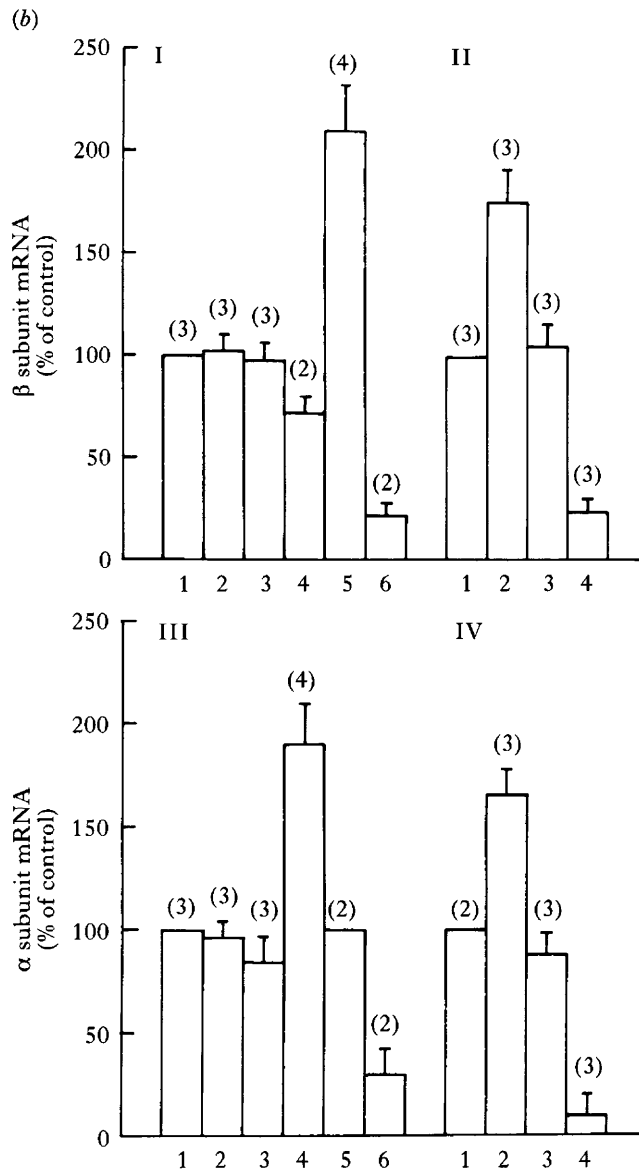 (b)
β subunit mRNA
(% of control)
250
200
150
100
50
0
I
II
(3)
(3)
(3)
(2)
(4)
(2)
(3)
(3)
(3)
(3)
1 2 3 4 5 6 1 2 3 4
α subunit mRNA
(% of control)
250
200
150
100
50
0
III
IV
(3)
(3)
(3)
(4)
(2)
(2)
(2)
(3)
(3)
(3)
1 2 3 4 5 6 1 2 3 4